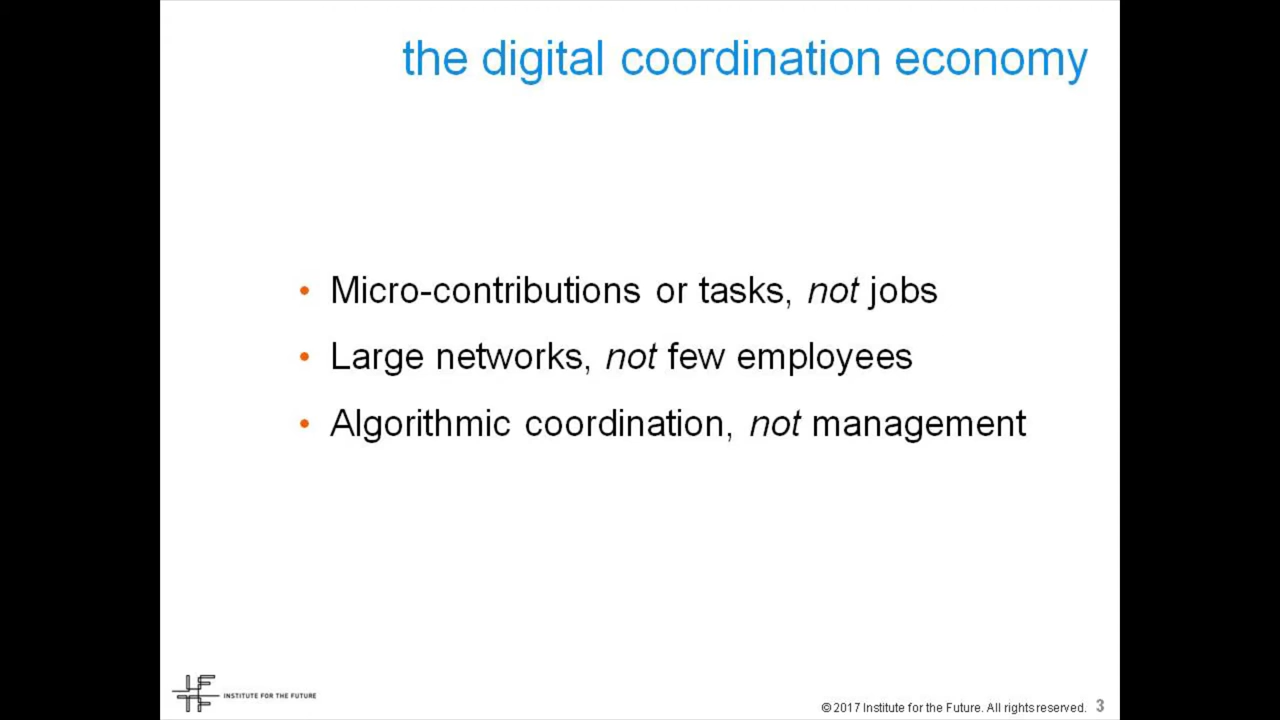 the digital coordination economy
• Micro-contributions or tasks, not jobs
• Large networks, not few employees
• Algorithmic coordination, not management
IFTF
INSTITUTE FOR THE FUTURE
© 2017 Institute for the Future. All rights reserved. 3